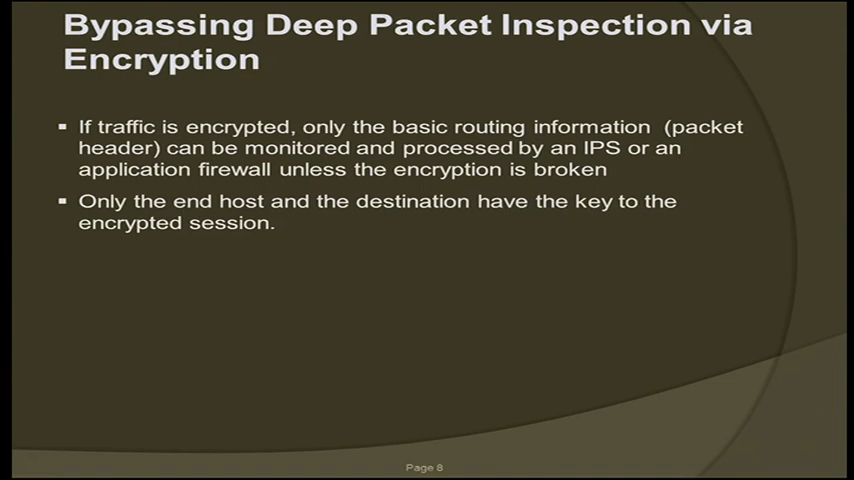 Bypassing Deep Packet Inspection via
Encryption
▪ If traffic is encrypted, only the basic routing information (packet
header) can be monitored and processed by an IPS or an
application firewall unless the encryption is broken
▪ Only the end host and the destination have the key to the
encrypted session.
Page 8